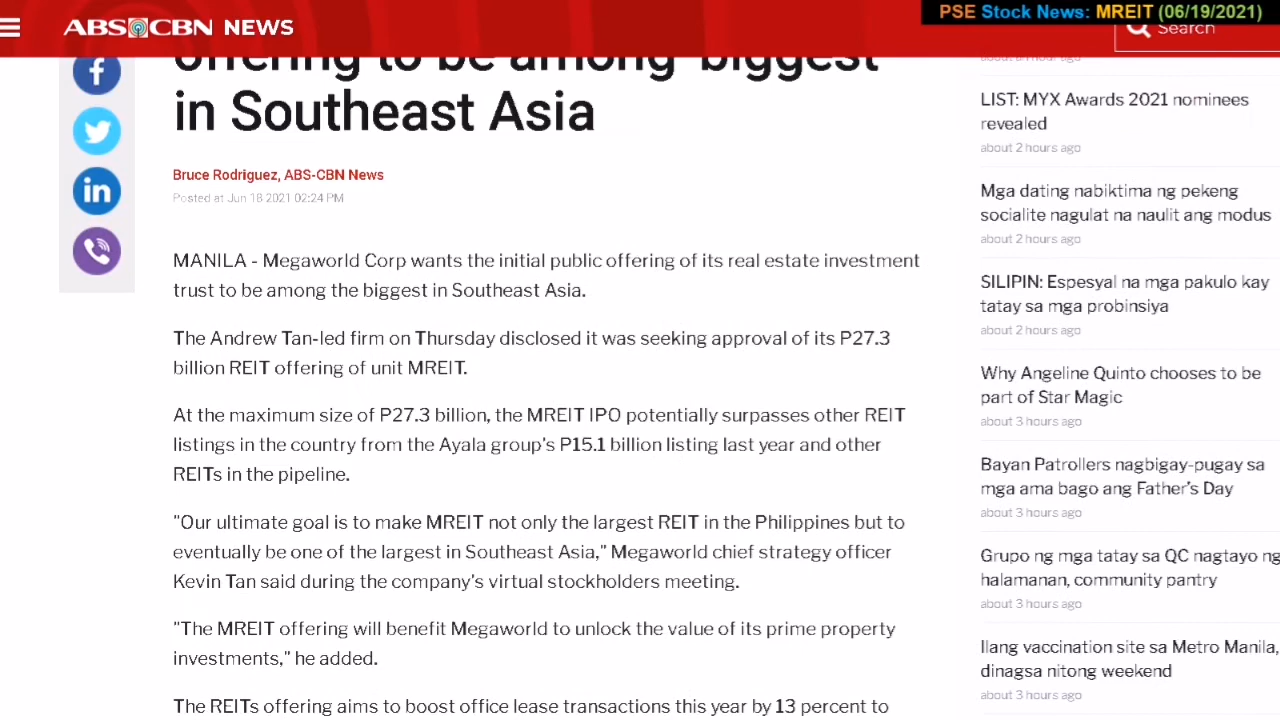 PSE Stock News: MREIT (06/19/2021)
ABS-CBN NEWS
Search
offering to be among 'biggest'
in Southeast Asia
Bruce Rodriguez, ABS-CBN News
Posted at Jun 18 2021 02:24 PM
MANILA - Megaworld Corp wants the initial public offering of its real estate investment
trust to be among the biggest in Southeast Asia.
The Andrew Tan-led firm on Thursday disclosed it was seeking approval of its P27.3
billion REIT offering of unit MREIT.
At the maximum size of P27.3 billion, the MREIT IPO potentially surpasses other REIT
listings in the country from the Ayala group's P15.1 billion listing last year and other
REITs in the pipeline.
"Our ultimate goal is to make MREIT not only the largest REIT in the Philippines but to
eventually be one of the largest in Southeast Asia," Megaworld chief strategy officer
Kevin Tan said during the company's virtual stockholders meeting.
"The MREIT offering will benefit Megaworld to unlock the value of its prime property
investments," he added.
The REITs offering aims to boost office lease transactions this year by 13 percent to
LIST: MYX Awards 2021 nominees
revealed
about 2 hours ago
Mga dating nabiktima ng pekeng
socialite nagulat na naulit ang modus
about 2 hours ago
SILIPIN: Espesyal na mga pakulo kay
tatay sa mga probinsiya
about 2 hours ago
Why Angeline Quinto chooses to be
part of Star Magic
about 3 hours ago
Bayan Patrollers nagbigay-pugay sa
mga ama bago ang Father's Day
about 3 hours ago
Grupo ng mga tatay sa QC nagtayo ng
halamanan, community pantry
about 3 hours ago
Ilang vaccination site sa Metro Manila,
dinagsa nitong weekend
about 3 hours ago